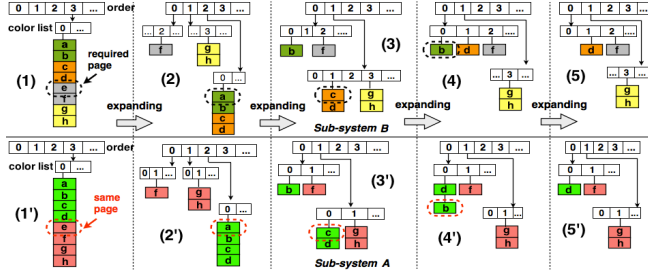 0 1 2 3 ... order
color list 0 ...
a
b
c
d
e
f
g
h
required
page
(1)
expanding
0 1 2 3 ...
... 2 ...
... 3 ...
f
g
h
0 ...
a
b
c
d
(2)
expanding
0 1 2 3 ...
0 1 2 ...
b
f
0 ...
c
d
g
h
(3)
Sub-system B
expanding
0 1 2 3 ...
0 1 2 ...
b
d
f
... 3 ...
g
h
(4)
expanding
0 1 2 3 ...
0 1 2 ...
d
f
... 3 ...
g
h
(5)
0 1 2 3 ... order
color list 0 ...
a
b
c
d
e
f
g
h
same
page
(1')
0 1 2 3 ...
0 1 ...
0 1 ...
f
g
h
0 ...
a
b
c
d
(2')
0 1 2 3 ...
0 1 ...
b
f
0 1 ...
c
d
g
h
(3')
Sub-system A
0 1 2 3 ...
0 1 ...
d
f
b
0 1 ...
g
h
(4')
0 1 2 3 ...
0 1 ...
d
f
0 1 ...
g
h
(5')